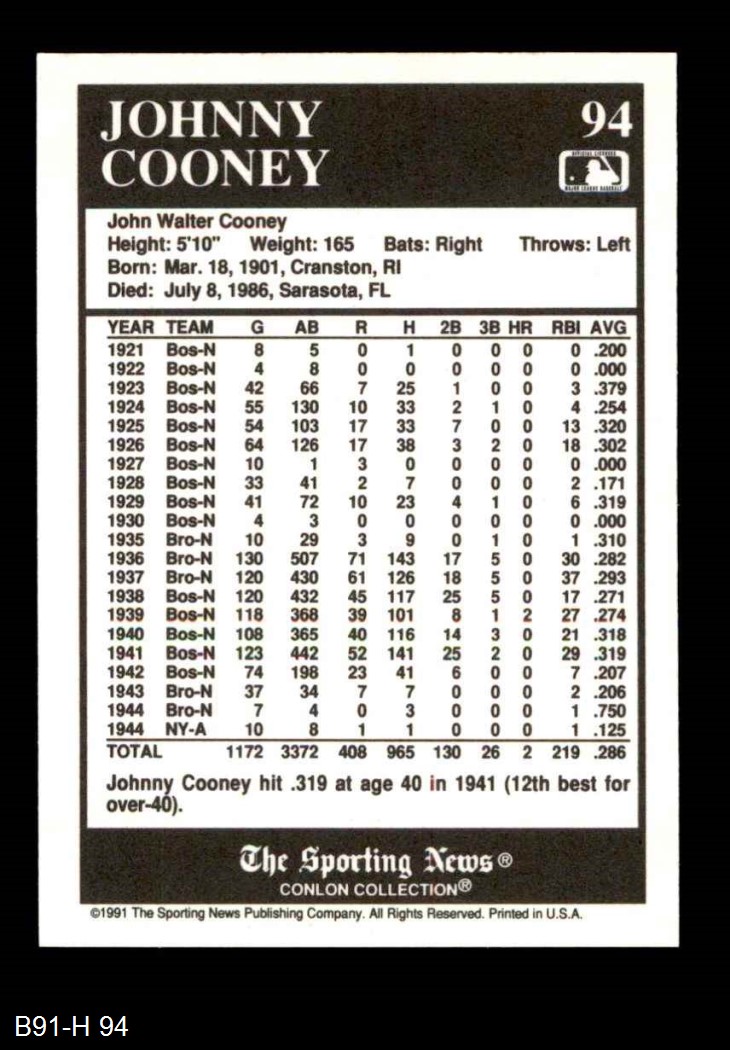 JOHNNY 94
COONEY
John Walter Cooney
Height: 5'10" Weight: 165 Bats: Right Throws: Left
Born: Mar. 18, 1901, Cranston, RI
Died: July 8, 1986, Sarasota, FL
YEAR TEAM G AB R H 2B 3B HR RBI AVG
1921 Bos-N 8 5 0 1 0 0 0 0 .200
1922 Bos-N 4 8 0 0 0 0 0 0 .000
1923 Bos-N 42 66 7 25 1 0 0 3 .379
1924 Bos-N 55 130 10 33 2 1 0 4 .254
1925 Bos-N 54 103 17 33 7 0 0 13 .320
1926 Bos-N 64 126 17 38 3 2 0 18 .302
1927 Bos-N 10 1 3 0 0 0 0 0 .000
1928 Bos-N 33 41 2 7 0 0 0 2 .171
1929 Bos-N 41 72 10 23 4 1 0 6 .319
1930 Bos-N 4 3 0 0 0 0 0 0 .000
1935 Bro-N 10 29 3 9 0 1 0 1 .310
1936 Bro-N 130 507 71 143 17 5 0 30 .282
1937 Bro-N 120 430 61 126 18 5 0 37 .293
1938 Bos-N 120 432 45 117 25 5 0 17 .271
1939 Bos-N 118 368 39 101 8 1 2 27 .274
1940 Bos-N 108 365 40 116 14 3 0 21 .318
1941 Bos-N 123 442 52 141 25 2 0 29 .319
1942 Bos-N 74 198 23 41 6 0 0 7 .207
1943 Bro-N 37 34 7 7 0 0 0 2 .206
1944 Bro-N 7 4 0 3 0 0 0 1 .750
1944 NY-A 10 8 1 1 0 0 0 1 .125
TOTAL 1172 3372 408 965 130 26 2 219 .286
Johnny Cooney hit .319 at age 40 in 1941 (12th best for
over-40).
The Sporting News®
CONLON COLLECTION®
©1991 The Sporting News Publishing Company. All Rights Reserved. Printed in U.S.A.
B91-H 94